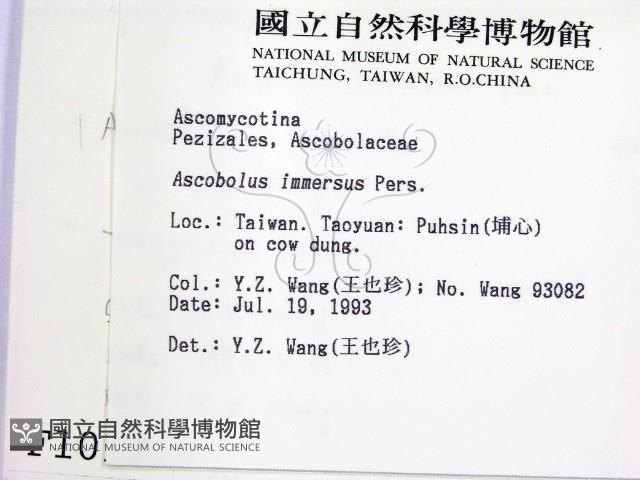 國立自然科學博物館
NATIONAL MUSEUM OF NATURAL SCIENCE
TAICHUNG, TAIWAN, R.O.CHINA
Ascomycotina
Pezizales, Ascobolaceae
Ascobolus immersus Pers.
Loc.: Taiwan. Taoyuan: Puhsin(埔心)
on cow dung.
Col.: Y.Z. Wang(王也珍); No. Wang 93082
Date: Jul. 19, 1993
Det.: Y.Z. Wang(王也珍)
國立自然科學博物館
NATIONAL MUSEUM OF NATURAL SCIENCE
F10